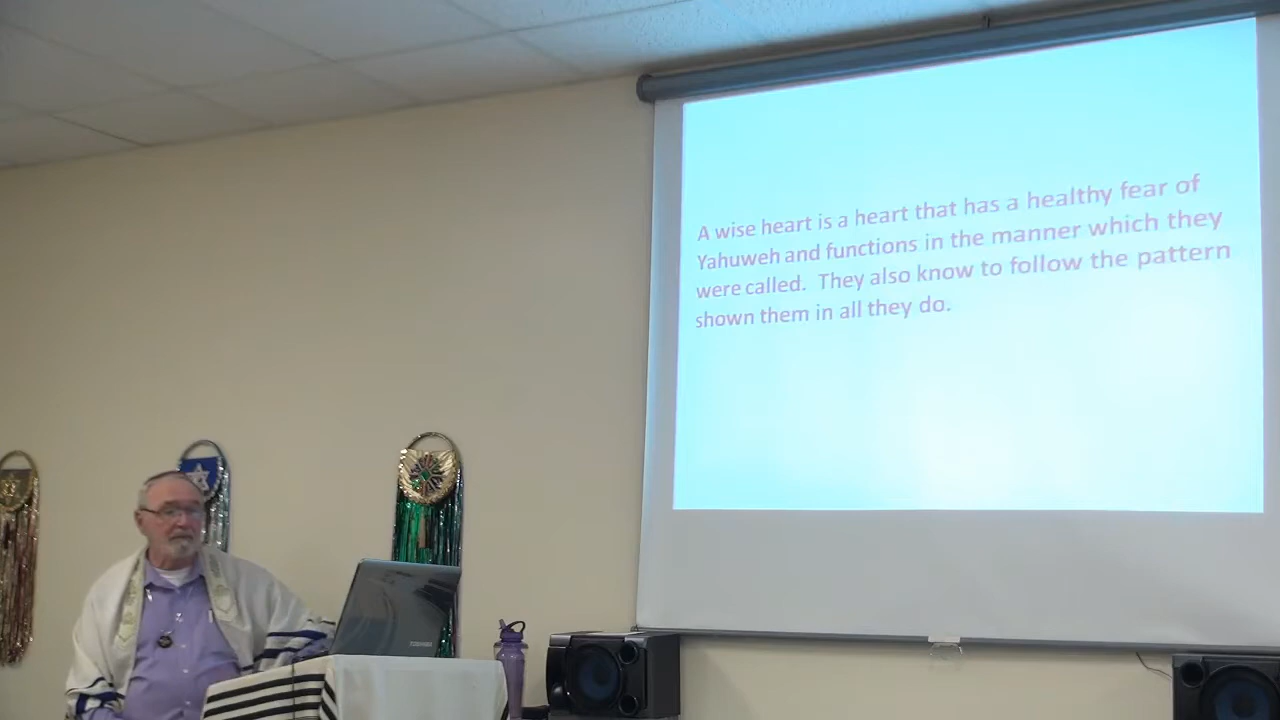 A wise heart is a heart that has a healthy fear of
Yahuweh and functions in the manner which they
were called.  They also know to follow the pattern
shown them in all they do.
TOSHIBA